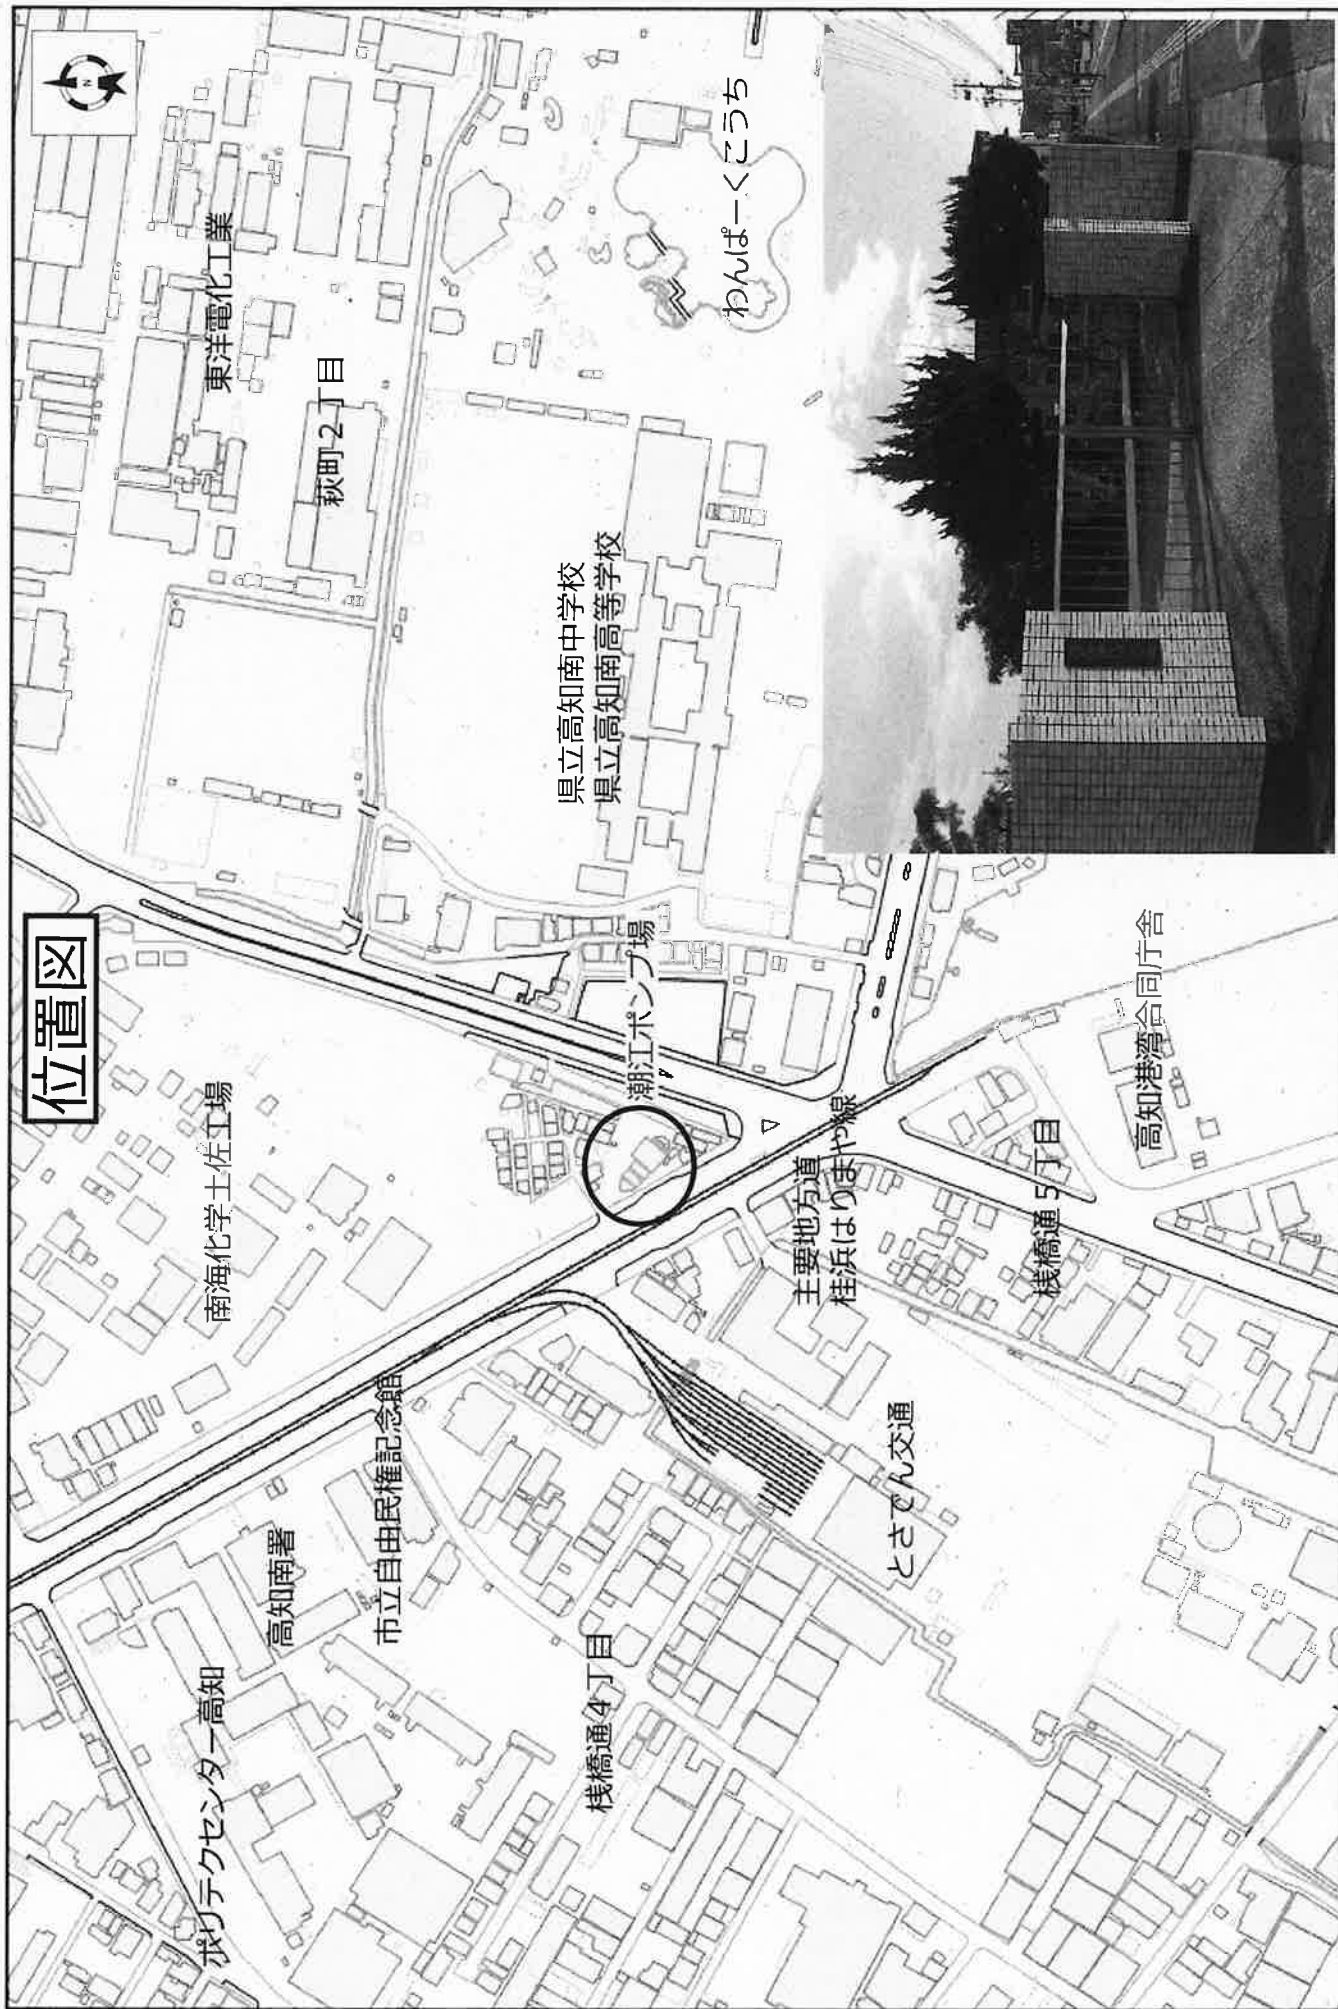 位置図
N
南海化学土佐工場
東洋電化工業
萩町2丁目
ポリテクセンター高知
高知南署
市立自由民権記念館
潮江ポンプ場
県立高知南中学校
県立高知南高等学校
わんぱーくこうち
桟橋通4丁目
主要地方道
桂浜はりまや線
とさでん交通
桟橋通5丁目
高知港湾合同庁舎